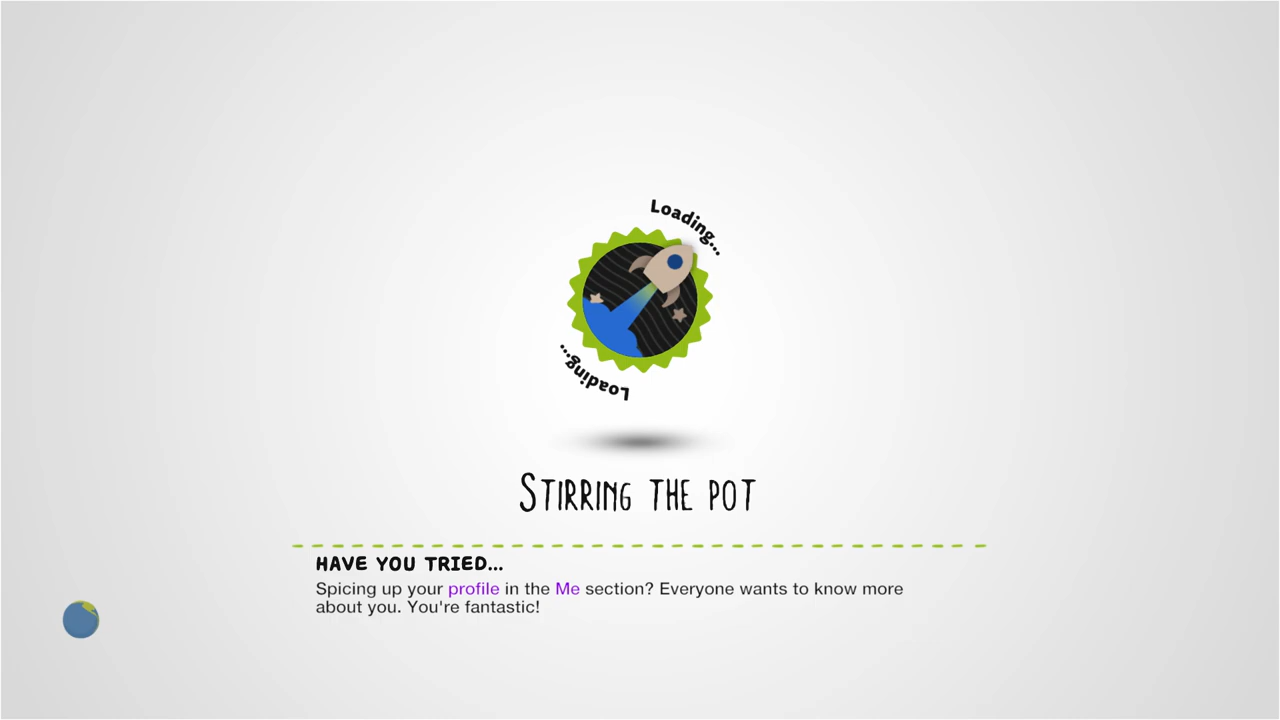 Loading...
Loading...
Stirring the pot
HAVE YOU TRIED...
Spicing up your profile in the Me section? Everyone wants to know more
about you. You're fantastic!